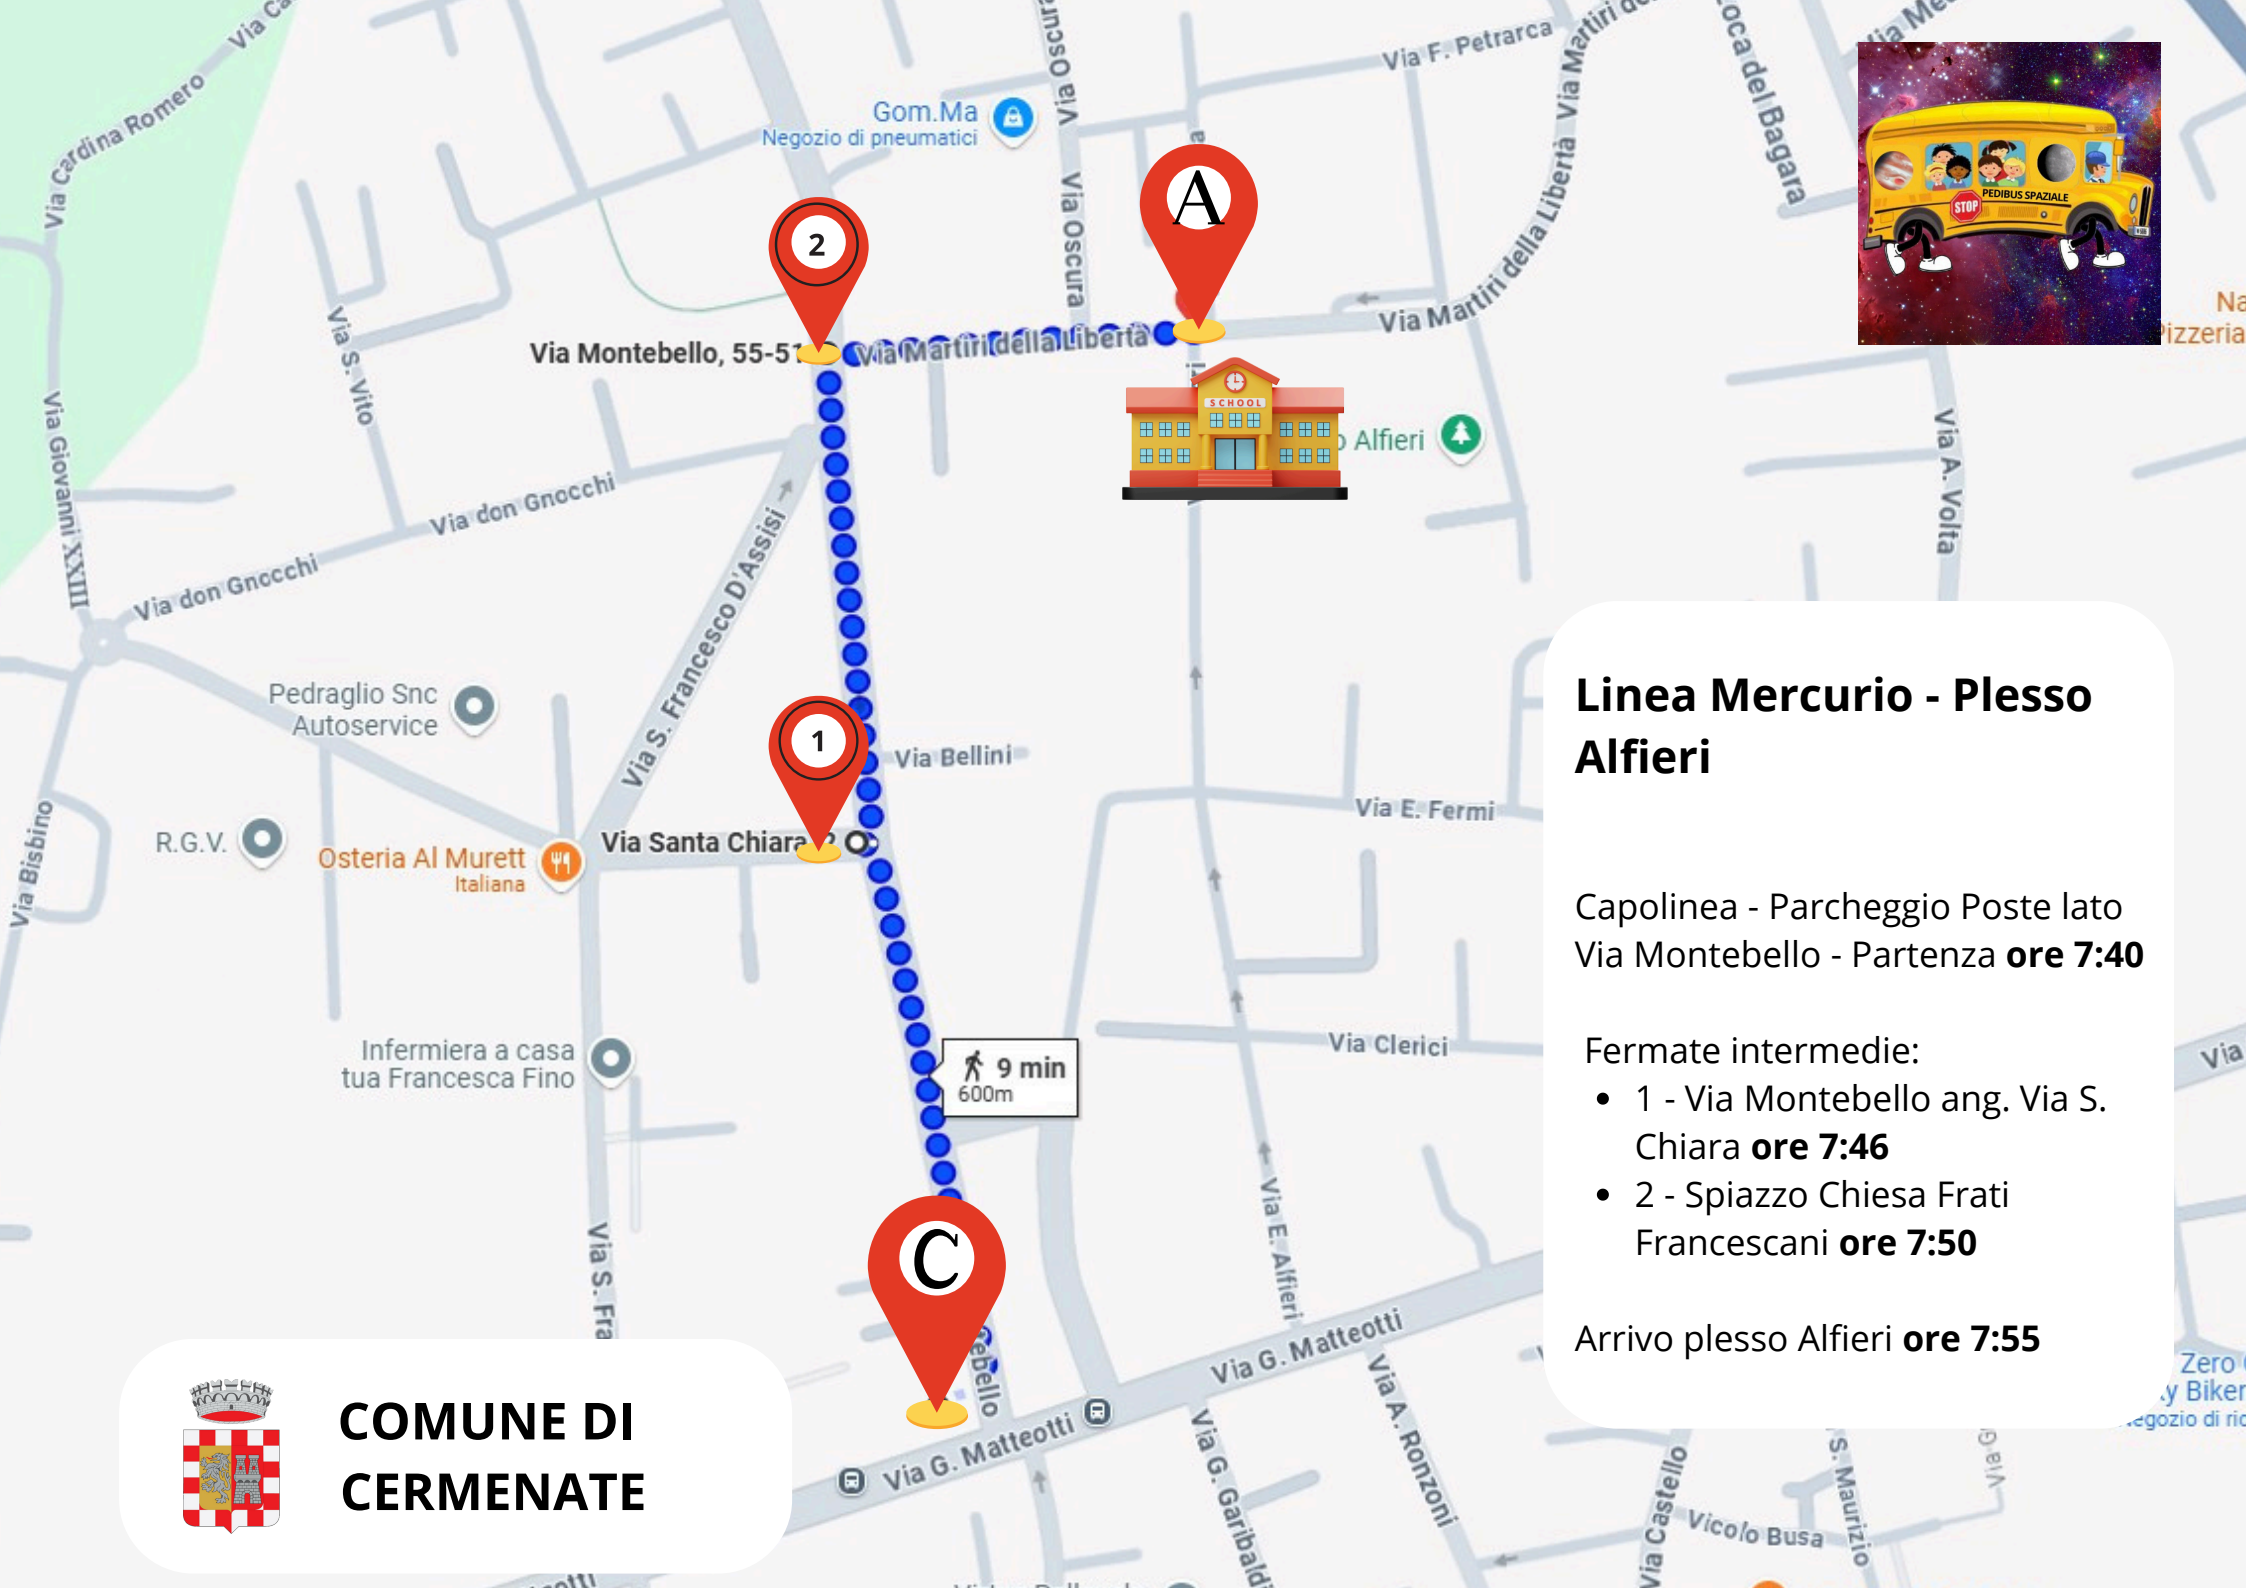 Via Cardina Romero
Via Oscura
Via F. Petrarca
Via Martiri della Libertà
Gom.Ma
Negozio di pneumatici
A
2
PEDIBUS SPAZIALE
STOP
Via Oscura
Via Martiri della Libertà
Via Montebello, 55-51
Via Martiri della Libertà
Via S. Vito
SCHOOL
Alfieri
Via Giovanni XXIII
Via don Gnocchi
Via don Gnocchi
Via S. Francesco D'Assisi
Via A. Volta
Pedraglio Snc
Autoservice
1
Via Bellini
Via E. Fermi
R.G.V.
Via Santa Chiara
Osteria Al Murett
Italiana
Via Bisbino
Infermiera a casa
tua Francesca Fino
9 min
600m
Via Clerici
Via E. Alfieri
C
Via G. Matteotti
Via G. Matteotti
Via A. Ronzoni
Via G. Garibaldi
Via Castello
S. Maurizio
Vicolo Busa
Linea Mercurio - Plesso
Alfieri
Capolinea - Parcheggio Poste lato
Via Montebello - Partenza ore 7:40
Fermate intermedie:
• 1 - Via Montebello ang. Via S.
Chiara ore 7:46
• 2 - Spiazzo Chiesa Frati
Francescani ore 7:50
Arrivo plesso Alfieri ore 7:55
COMUNE DI
CERMENATE